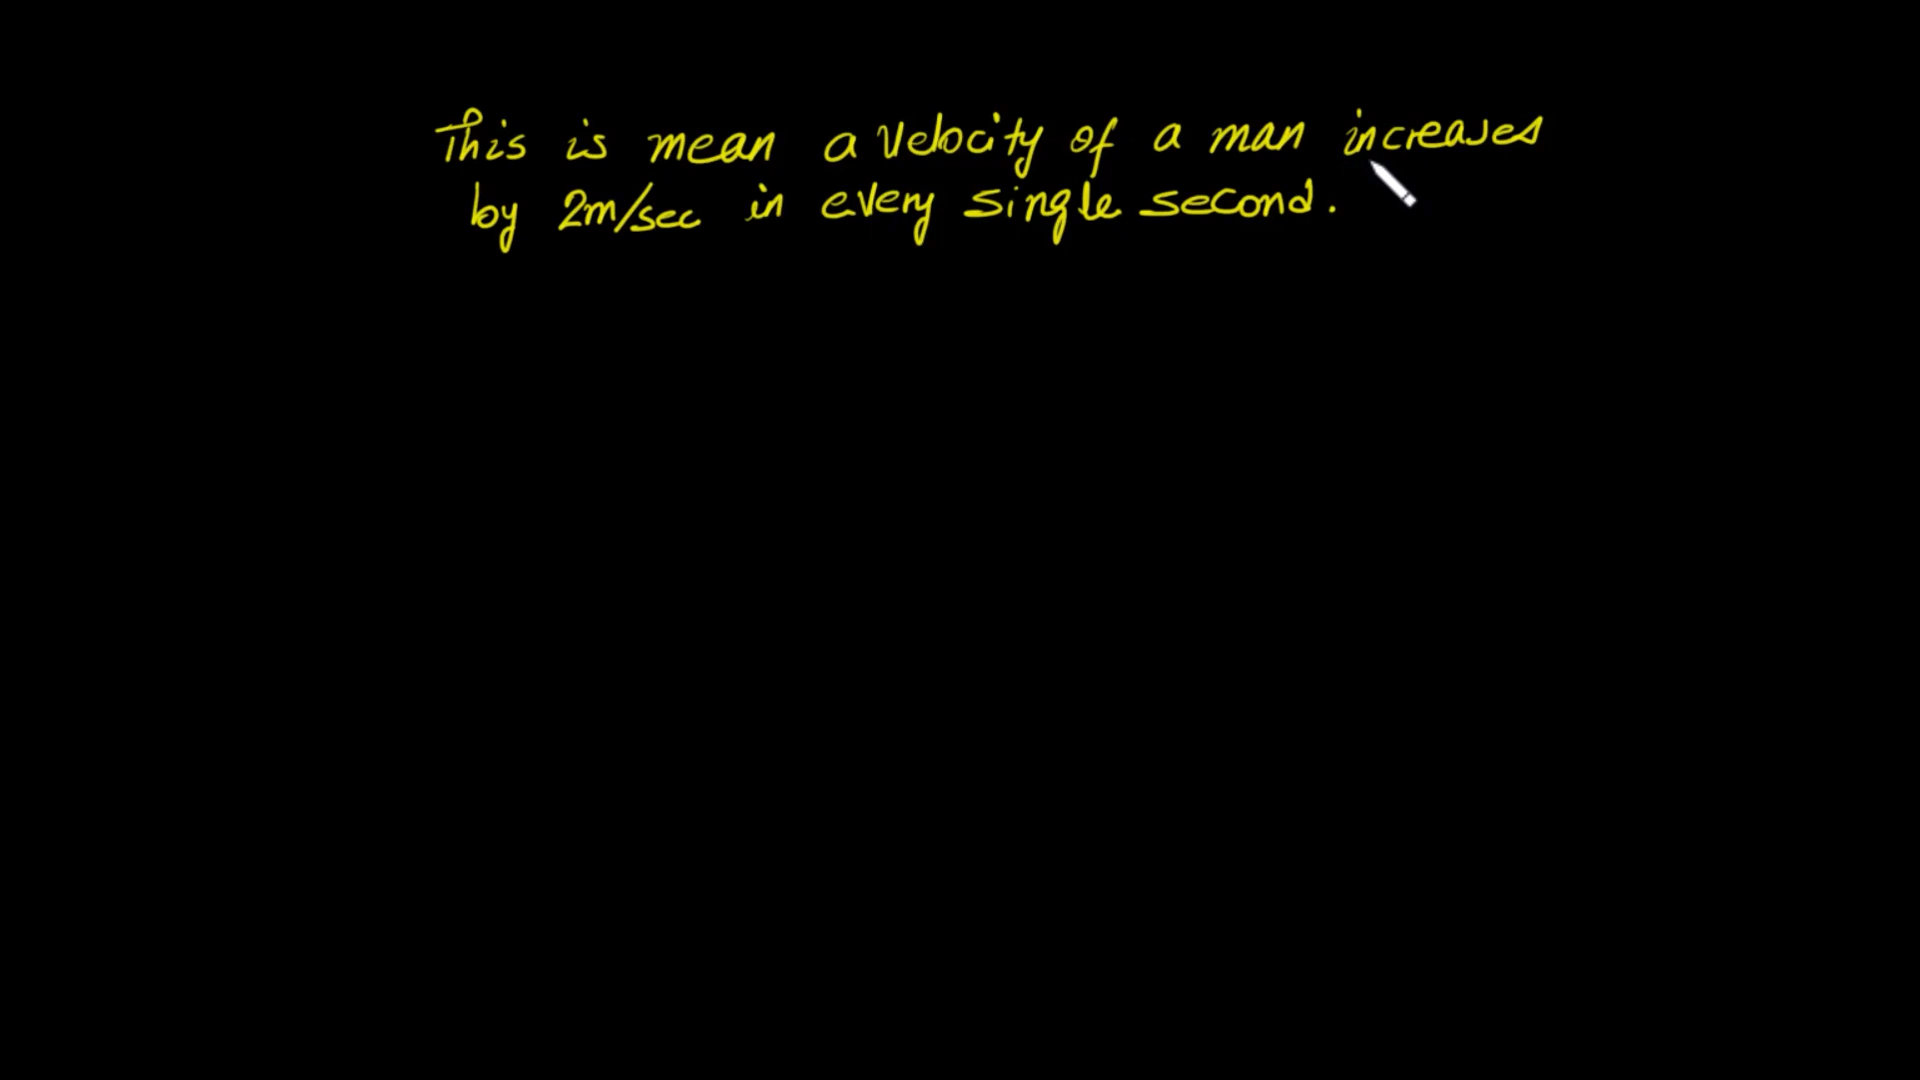 This is mean a velocity of a man increases
by 2m/sec in every single second.